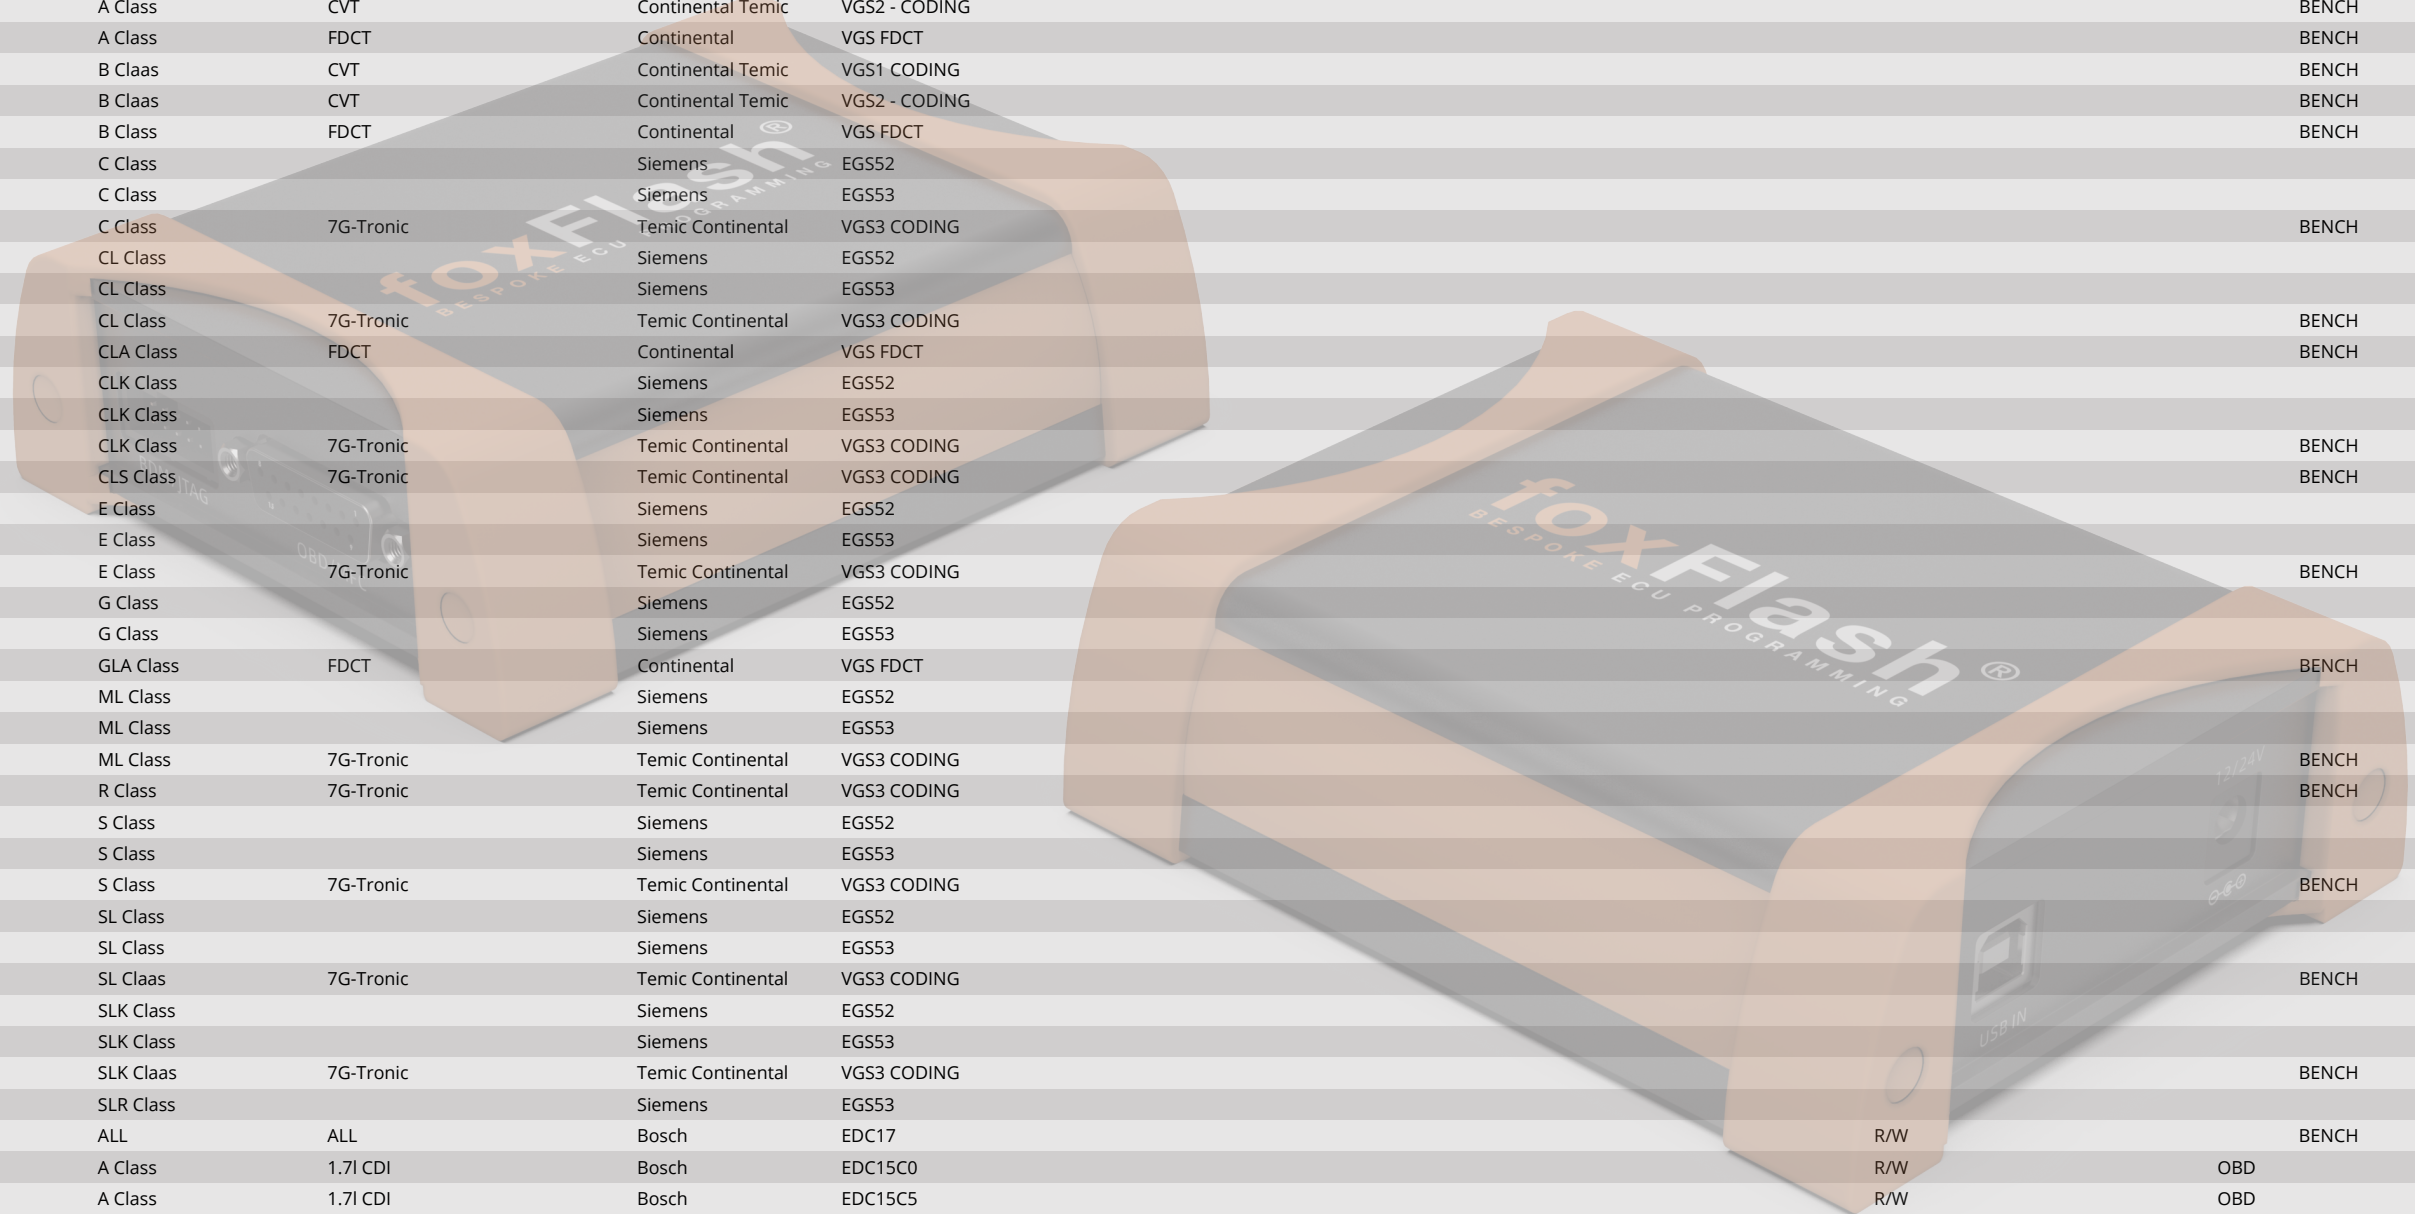 A Class CVT Continental Temic VGS2 - CODING BENCH
A Class FDCT Continental VGS FDCT BENCH
B Claas CVT Continental Temic VGS1 CODING BENCH
B Claas CVT Continental Temic VGS2 - CODING BENCH
B Class FDCT Continental VGS FDCT BENCH
C Class Siemens EGS52
C Class Siemens EGS53
C Class 7G-Tronic Temic Continental VGS3 CODING BENCH
CL Class Siemens EGS52
CL Class Siemens EGS53
CL Class 7G-Tronic Temic Continental VGS3 CODING BENCH
CLA Class FDCT Continental VGS FDCT BENCH
CLK Class Siemens EGS52
CLK Class Siemens EGS53
CLK Class 7G-Tronic Temic Continental VGS3 CODING BENCH
CLS Class 7G-Tronic Temic Continental VGS3 CODING BENCH
E Class Siemens EGS52
E Class Siemens EGS53
E Class 7G-Tronic Temic Continental VGS3 CODING BENCH
G Class Siemens EGS52
G Class Siemens EGS53
GLA Class FDCT Continental VGS FDCT BENCH
ML Class Siemens EGS52
ML Class Siemens EGS53
ML Class 7G-Tronic Temic Continental VGS3 CODING BENCH
R Class 7G-Tronic Temic Continental VGS3 CODING BENCH
S Class Siemens EGS52
S Class Siemens EGS53
S Class 7G-Tronic Temic Continental VGS3 CODING BENCH
SL Class Siemens EGS52
SL Class Siemens EGS53
SL Claas 7G-Tronic Temic Continental VGS3 CODING BENCH
SLK Class Siemens EGS52
SLK Class Siemens EGS53
SLK Claas 7G-Tronic Temic Continental VGS3 CODING BENCH
SLR Class Siemens EGS53
ALL ALL Bosch EDC17 R/W BENCH
A Class 1.7l CDI Bosch EDC15C0 R/W OBD
A Class 1.7l CDI Bosch EDC15C5 R/W OBD
foxFlash ®
BESPOKE ECU PROGRAMMING
foxFlash ®
BESPOKE ECU PROGRAMMING
12/24V
USB IN